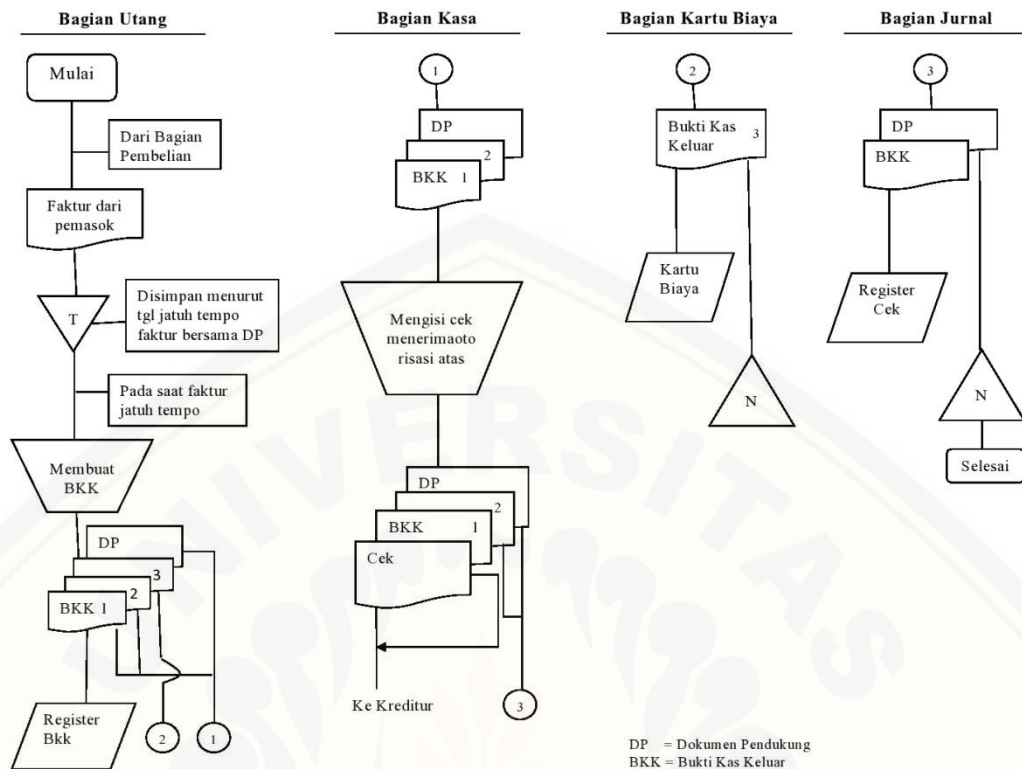 Bagian Utang
Mulai
Dari Bagian
Pembelian
Faktur dari
pemasok
T
Disimpan menurut
tgl jatuh tempo
faktur bersama DP
Pada saat faktur
jatuh tempo
Membuat
BKK
DP
3
2
BKK 1
Register
Bkk
2
1
Bagian Kasa
1
DP
2
BKK 1
Mengisi cek
menerimaoto
risasi atas
DP
2
BKK 1
Cek
Ke Kreditur
3
Bagian Kartu Biaya
2
Bukti Kas
Keluar 3
Kartu
Biaya
N
Bagian Jurnal
3
DP
BKK
Register
Cek
N
Selesai
DP = Dokumen Pendukung
BKK = Bukti Kas Keluar
UNIVERSITAS